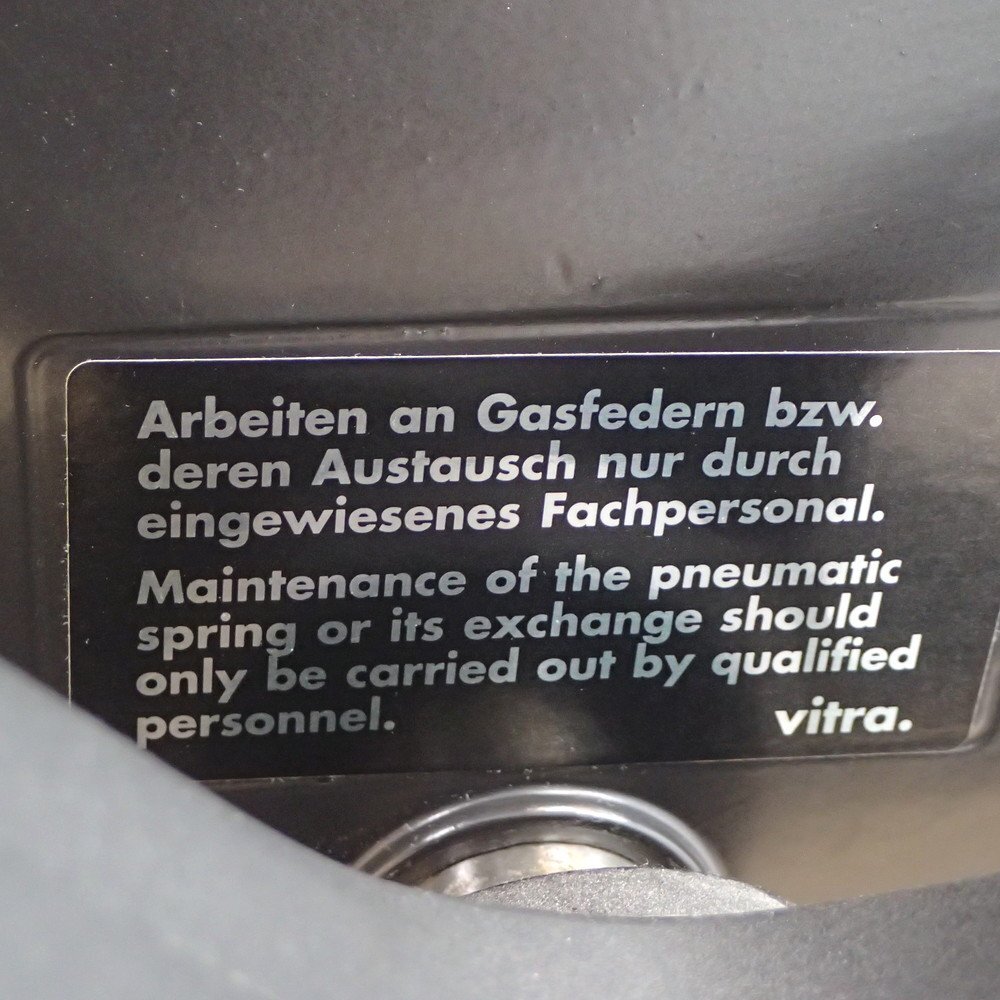 Arbeiten an Gasfedern bzw.
deren Austausch nur durch
eingewiesenes Fachpersonal.
Maintenance of the pneumatic
spring or its exchange should
only be carried out by qualified
personnel. vitra.